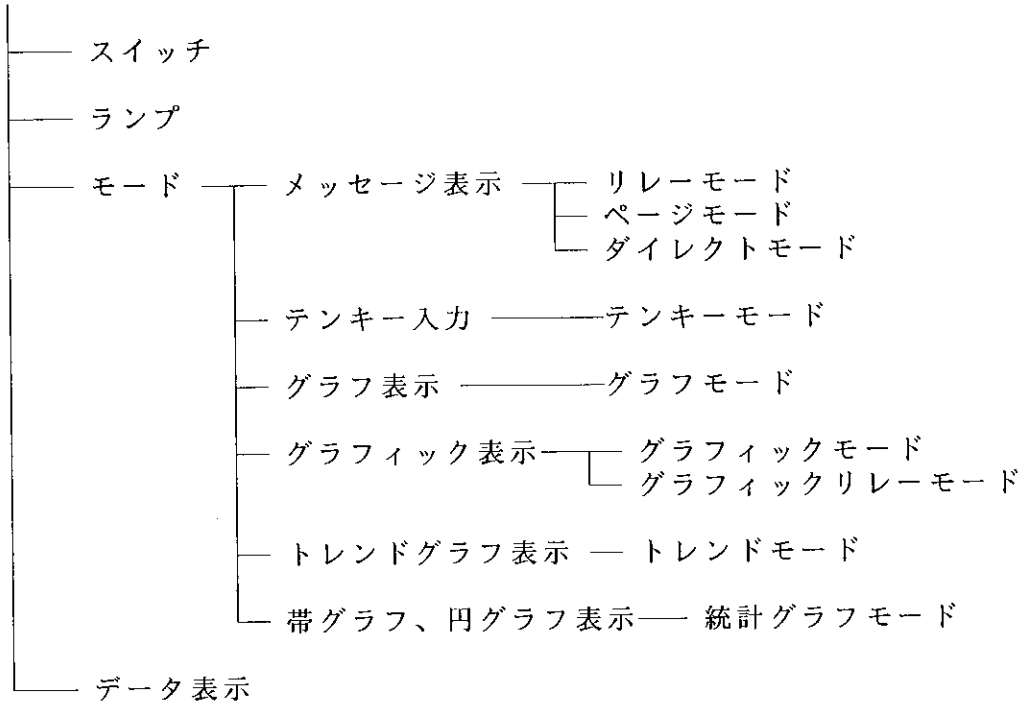 スイッチ
ランプ
モード メッセージ表示 リレーモード
ページモード
ダイレクトモード
テンキー入力 テンキーモード
グラフ表示 グラフモード
グラフィック表示 グラフィックモード
グラフィックリレーモード
トレンドグラフ表示 トレンドモード
帯グラフ、円グラフ表示 統計グラフモード
データ表示